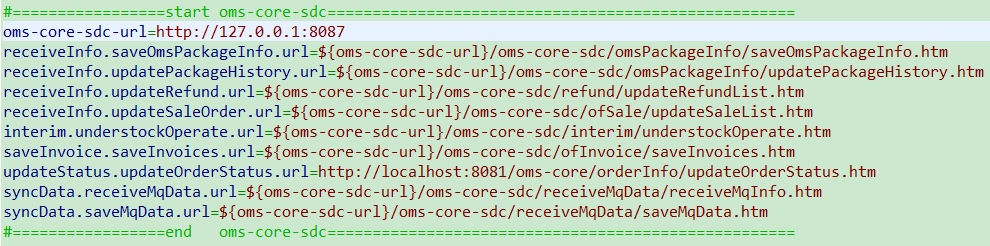 #=================start oms-core-sdc====================================================
oms-core-sdc-url=http://127.0.0.1:8087
receiveInfo.saveOmsPackageInfo.url=${oms-core-sdc-url}/oms-core-sdc/omsPackageInfo/saveOmsPackageInfo.htm
receiveInfo.updatePackageHistory.url=${oms-core-sdc-url}/oms-core-sdc/omsPackageInfo/updatePackageHistory.htm
receiveInfo.updateRefund.url=${oms-core-sdc-url}/oms-core-sdc/refund/updateRefundList.htm
receiveInfo.updateSaleOrder.url=${oms-core-sdc-url}/oms-core-sdc/ofSale/updateSaleList.htm
interim.understockOperate.url=${oms-core-sdc-url}/oms-core-sdc/interim/understockOperate.htm
saveInvoice.saveInvoices.url=${oms-core-sdc-url}/oms-core-sdc/ofInvoice/saveInvoices.htm
updateStatus.updateOrderStatus.url=http://localhost:8081/oms-core/orderInfo/updateOrderStatus.htm
syncData.receiveMqData.url=${oms-core-sdc-url}/oms-core-sdc/receiveMqData/receiveMqInfo.htm
syncData.saveMqData.url=${oms-core-sdc-url}/oms-core-sdc/receiveMqData/saveMqData.htm
#=================end   oms-core-sdc====================================================